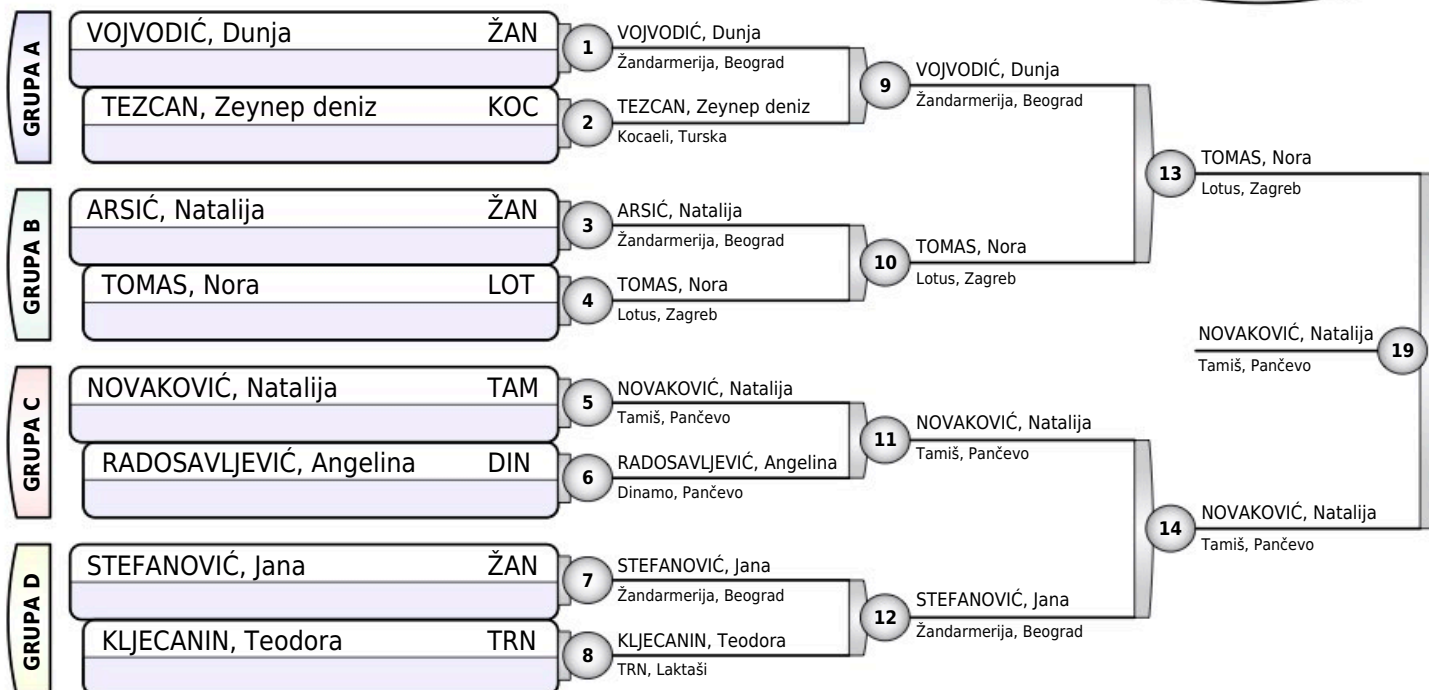 GRUPA A
VOJVODIĆ, Dunja ŽAN
TEZCAN, Zeynep deniz KOC
1
VOJVODIĆ, Dunja
Žandarmerija, Beograd
2
TEZCAN, Zeynep deniz
Kocaeli, Turska
9
VOJVODIĆ, Dunja
Žandarmerija, Beograd
GRUPA B
ARSIĆ, Natalija ŽAN
TOMAS, Nora LOT
3
ARSIĆ, Natalija
Žandarmerija, Beograd
4
TOMAS, Nora
Lotus, Zagreb
10
TOMAS, Nora
Lotus, Zagreb
13
TOMAS, Nora
Lotus, Zagreb
GRUPA C
NOVAKOVIĆ, Natalija TAM
RADOSAVLJEVIĆ, Angelina DIN
5
NOVAKOVIĆ, Natalija
Tamiš, Pančevo
6
RADOSAVLJEVIĆ, Angelina
Dinamo, Pančevo
11
NOVAKOVIĆ, Natalija
Tamiš, Pančevo
GRUPA D
STEFANOVIĆ, Jana ŽAN
KLJECANIN, Teodora TRN
7
STEFANOVIĆ, Jana
Žandarmerija, Beograd
8
KLJECANIN, Teodora
TRN, Laktaši
12
STEFANOVIĆ, Jana
Žandarmerija, Beograd
14
NOVAKOVIĆ, Natalija
Tamiš, Pančevo
NOVAKOVIĆ, Natalija
Tamiš, Pančevo
19